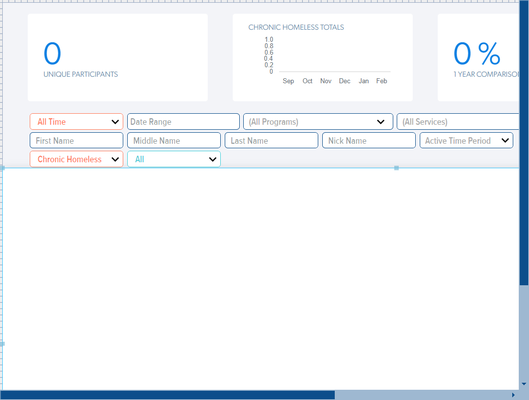 0
UNIQUE PARTICIPANTS
CHRONIC HOMELESS TOTALS
1.0
0.8
0.6
0.4
0.2
0
Sep Oct Nov Dec Jan Feb
0 %
1 YEAR COMPARISO
All Time Date Range (All Programs) (All Services)
First Name Middle Name Last Name Nick Name Active Time Period
Chronic Homeless All